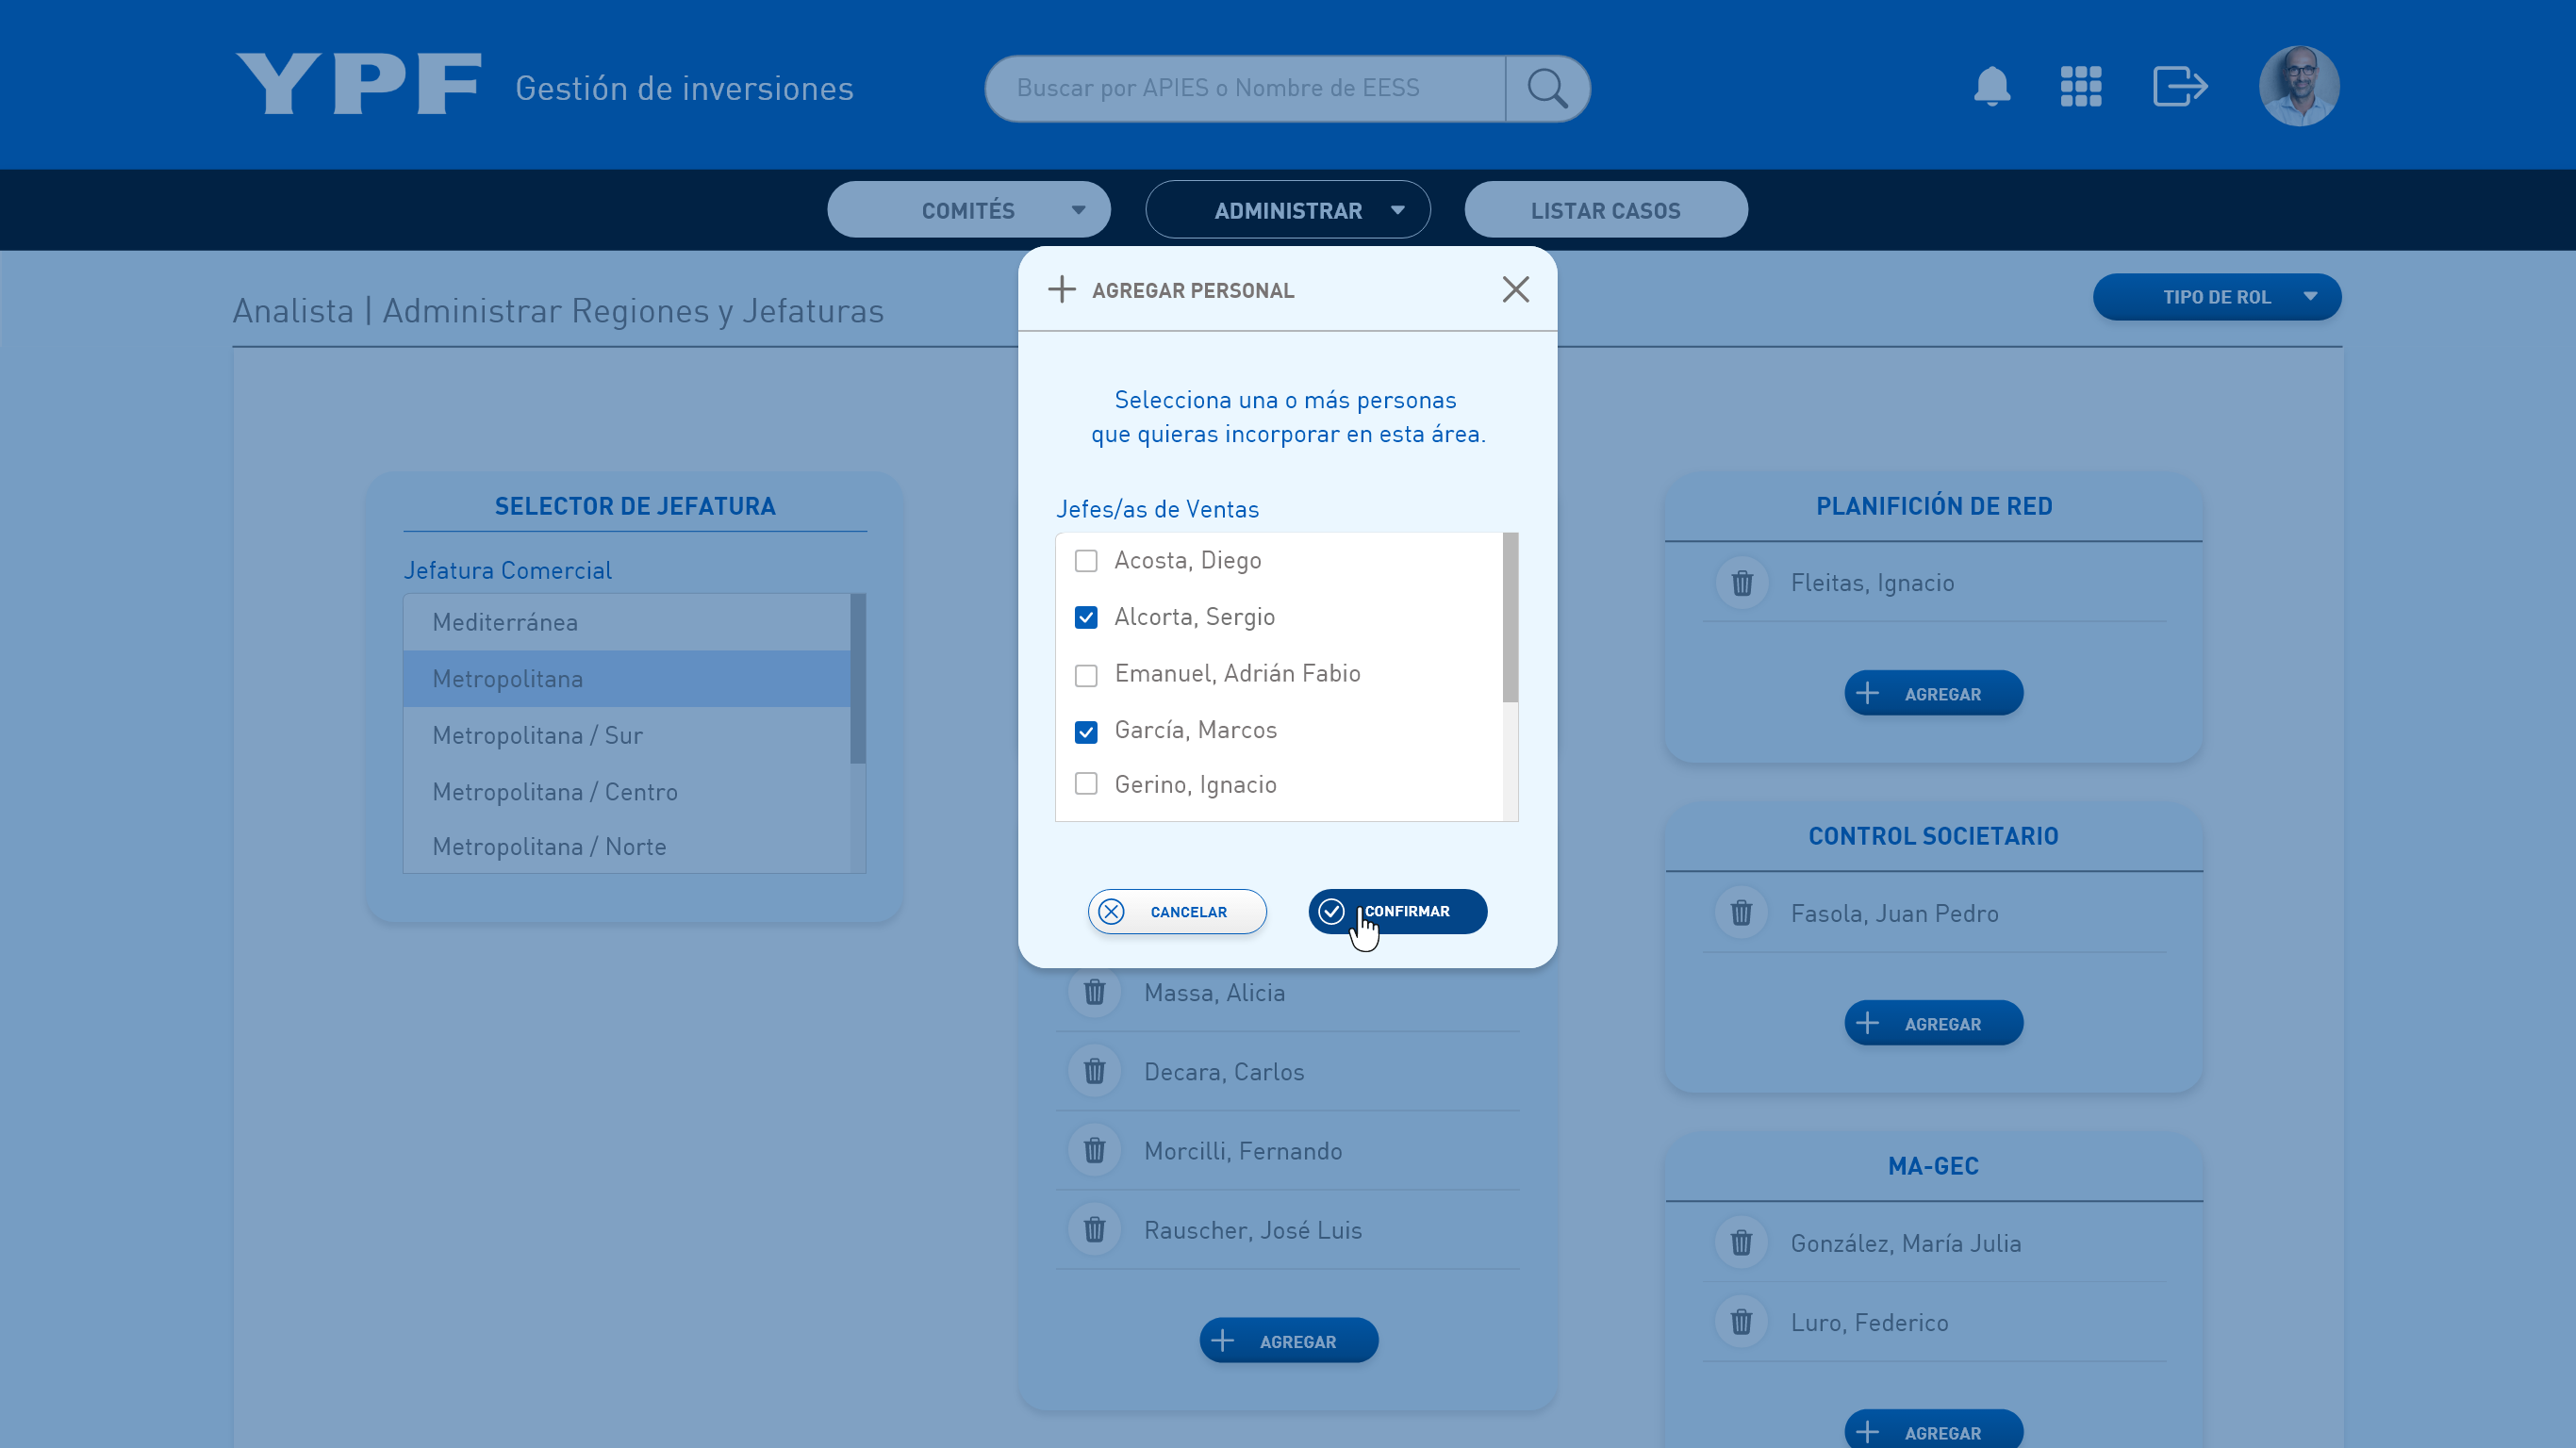 YPF
Gestión de inversiones
Buscar por APIES o Nombre de EESS
COMITÉS
ADMINISTRAR
LISTAR CASOS
Analista | Administrar Regiones y Jefaturas
TIPO DE ROL
AGREGAR PERSONAL
Selecciona una o más personas
que quieras incorporar en esta área.
Jefes/as de Ventas
Acosta, Diego
Alcorta, Sergio
Emanuel, Adrián Fabio
García, Marcos
Gerino, Ignacio
CANCELAR
CONFIRMAR
SELECTOR DE JEFATURA
Jefatura Comercial
Mediterránea
Metropolitana
Metropolitana / Sur
Metropolitana / Centro
Metropolitana / Norte
Massa, Alicia
Decara, Carlos
Morcilli, Fernando
Rauscher, José Luis
AGREGAR
PLANIFICIÓN DE RED
Fleitas, Ignacio
AGREGAR
CONTROL SOCIETARIO
Fasola, Juan Pedro
AGREGAR
MA-GEC
González, María Julia
Luro, Federico
AGREGAR